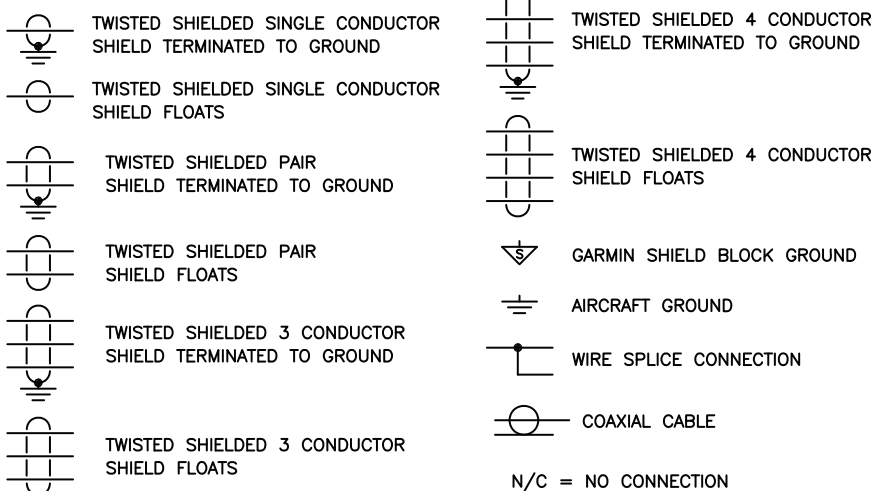 TWISTED SHIELDED SINGLE CONDUCTOR
SHIELD TERMINATED TO GROUND
TWISTED SHIELDED SINGLE CONDUCTOR
SHIELD FLOATS
TWISTED SHIELDED PAIR
SHIELD TERMINATED TO GROUND
TWISTED SHIELDED PAIR
SHIELD FLOATS
TWISTED SHIELDED 3 CONDUCTOR
SHIELD TERMINATED TO GROUND
TWISTED SHIELDED 3 CONDUCTOR
SHIELD FLOATS
TWISTED SHIELDED 4 CONDUCTOR
SHIELD TERMINATED TO GROUND
TWISTED SHIELDED 4 CONDUCTOR
SHIELD FLOATS
S
GARMIN SHIELD BLOCK GROUND
AIRCRAFT GROUND
WIRE SPLICE CONNECTION
COAXIAL CABLE
N/C = NO CONNECTION